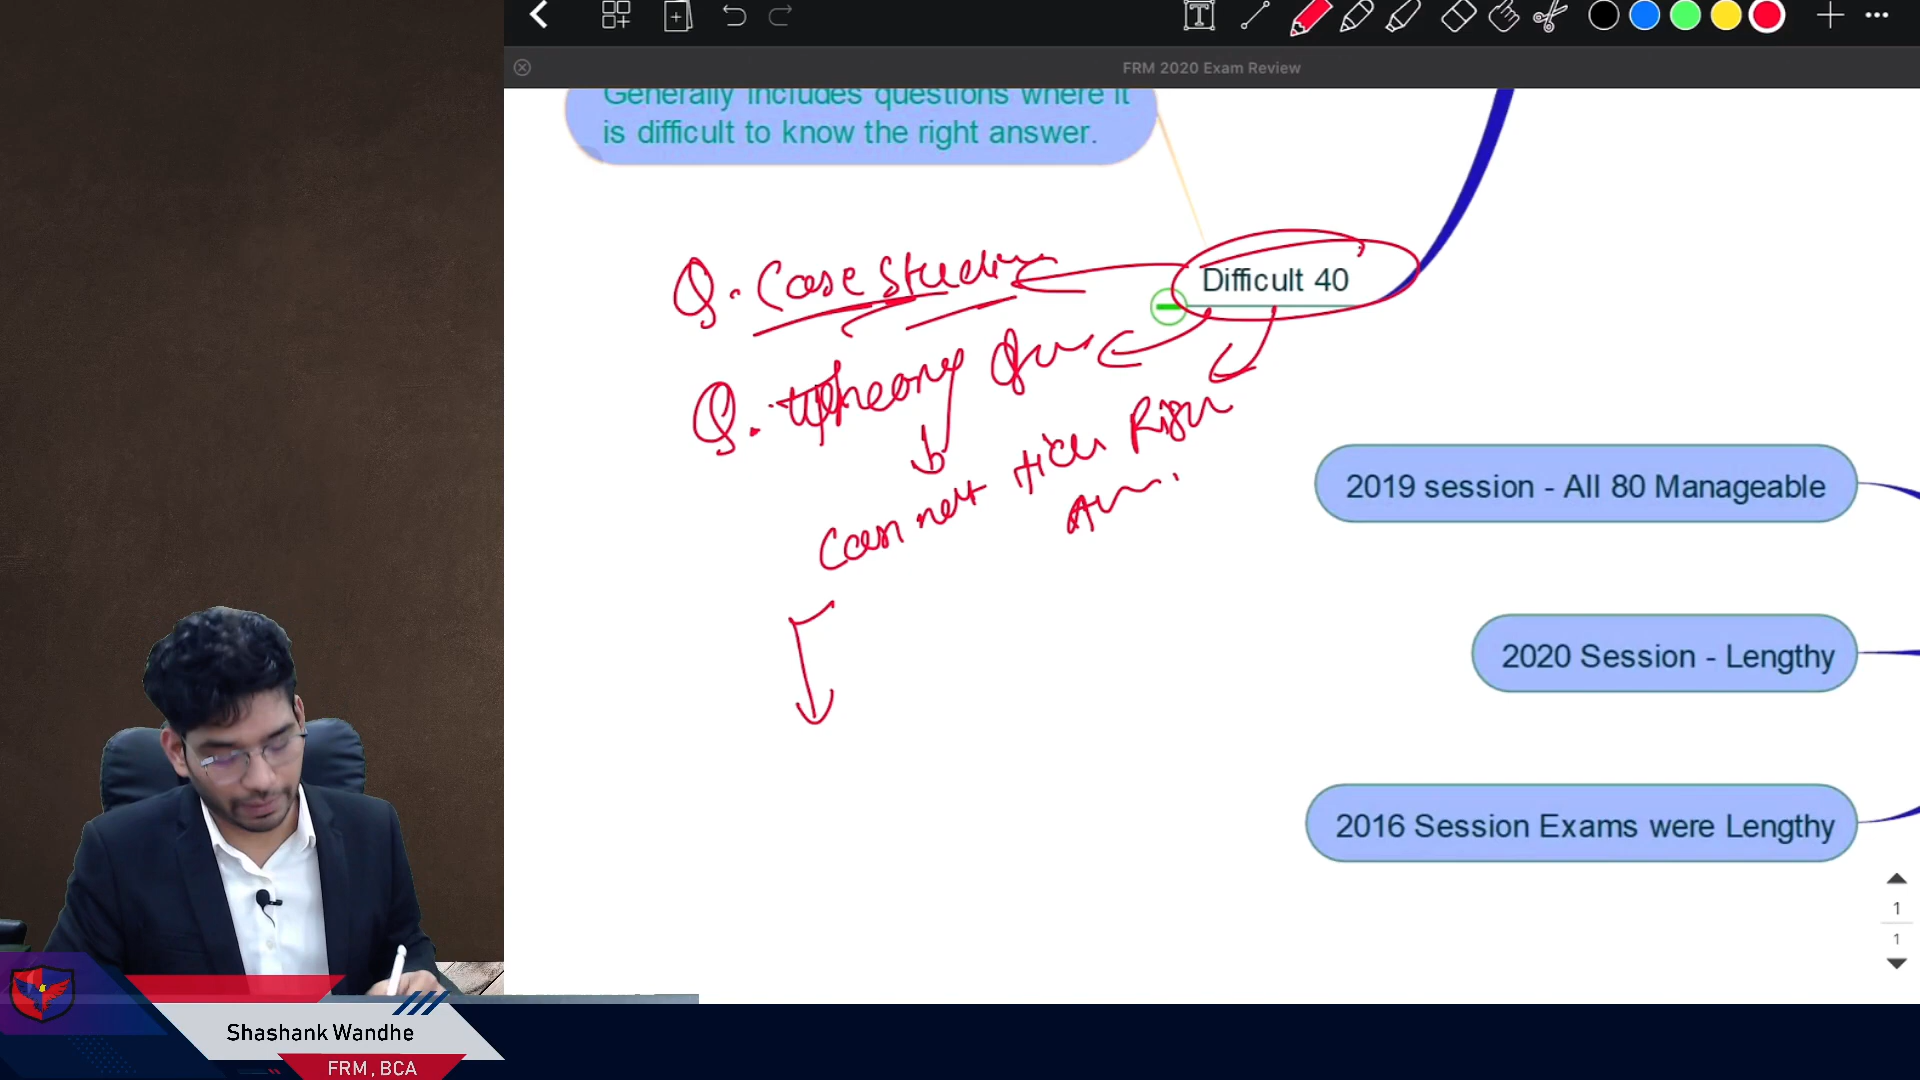 FRM 2020 Exam Review
Generally includes questions where it
is difficult to know the right answer.
Difficult 40
Q. Case Studies
Q. Theory Ques
Cannot tick Right
Ans.
2019 session - All 80 Manageable
2020 Session - Lengthy
2016 Session Exams were Lengthy
1
1
Shashank Wandhe
FRM, BCA